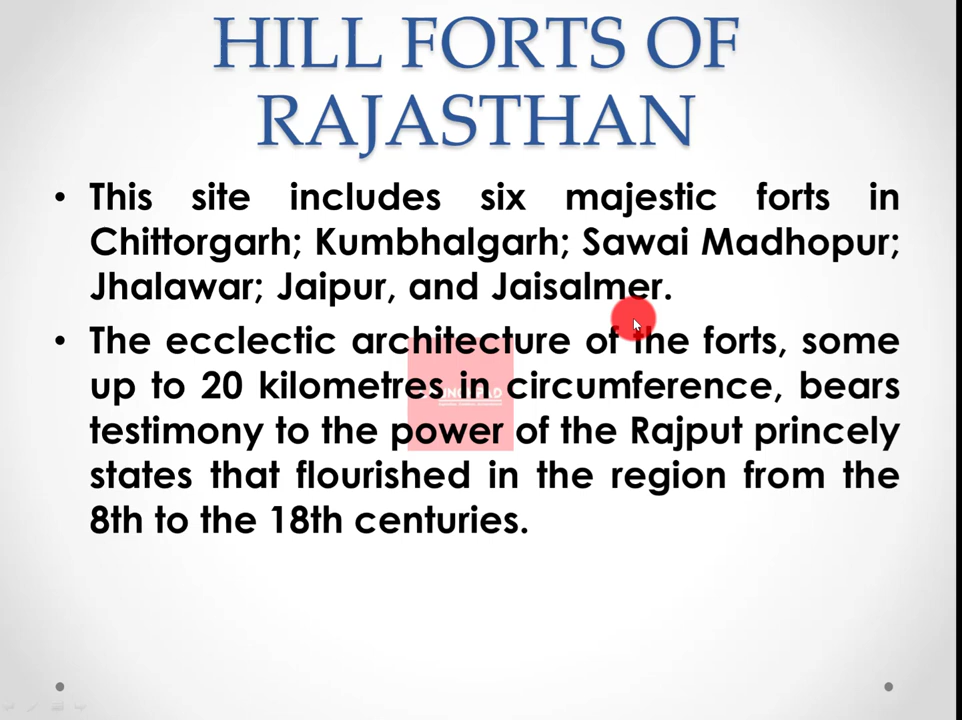 HILL FORTS OF
RAJASTHAN
• This site includes six majestic forts in
Chittorgarh; Kumbhalgarh; Sawai Madhopur;
Jhalawar; Jaipur, and Jaisalmer.
• The ecclectic architecture of the forts, some
up to 20 kilometres in circumference, bears
testimony to the power of the Rajput princely
states that flourished in the region from the
8th to the 18th centuries.